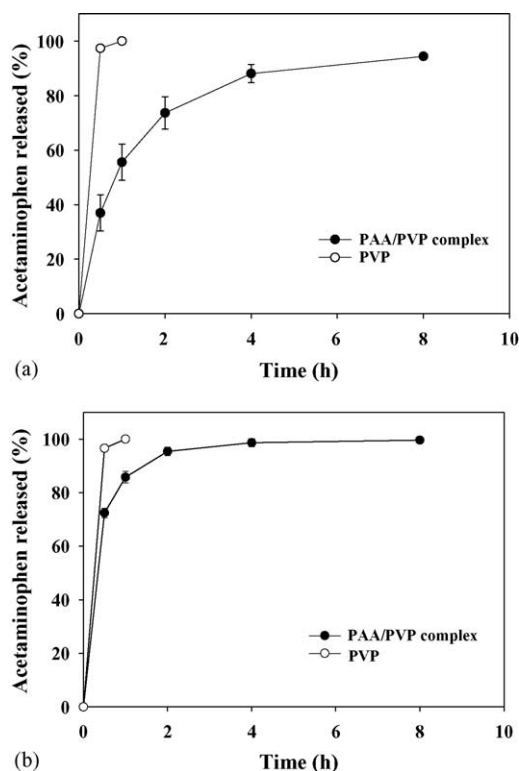 Acetaminophen released (%)
100
80
60
40
20
0
PAA/PVP complex
PVP
0 2 4 6 8 10
Time (h)
(a)
Acetaminophen released (%)
100
80
60
40
20
0
PAA/PVP complex
PVP
0 2 4 6 8 10
Time (h)
(b)